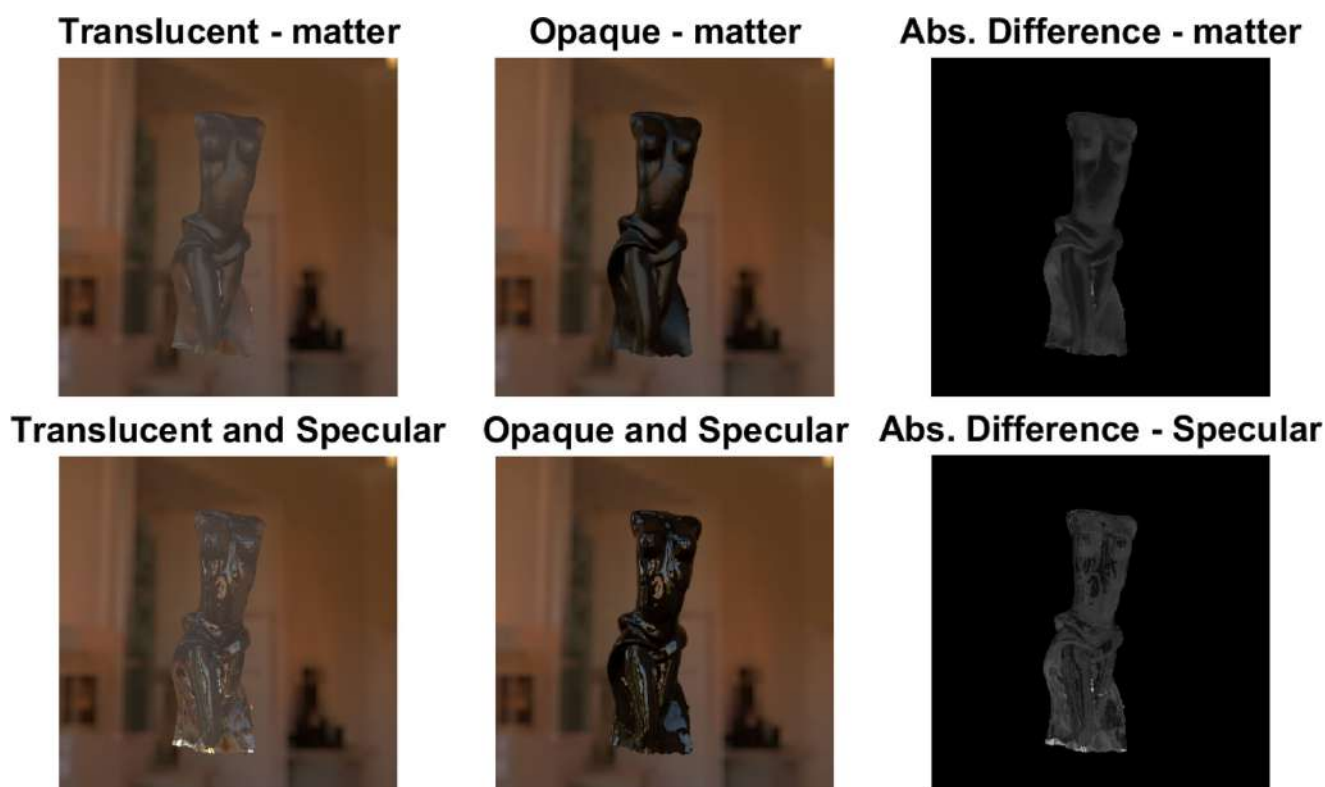 Translucent - matter
Opaque - matter
Abs. Difference - matter
Translucent and Specular
Opaque and Specular
Abs. Difference - Specular